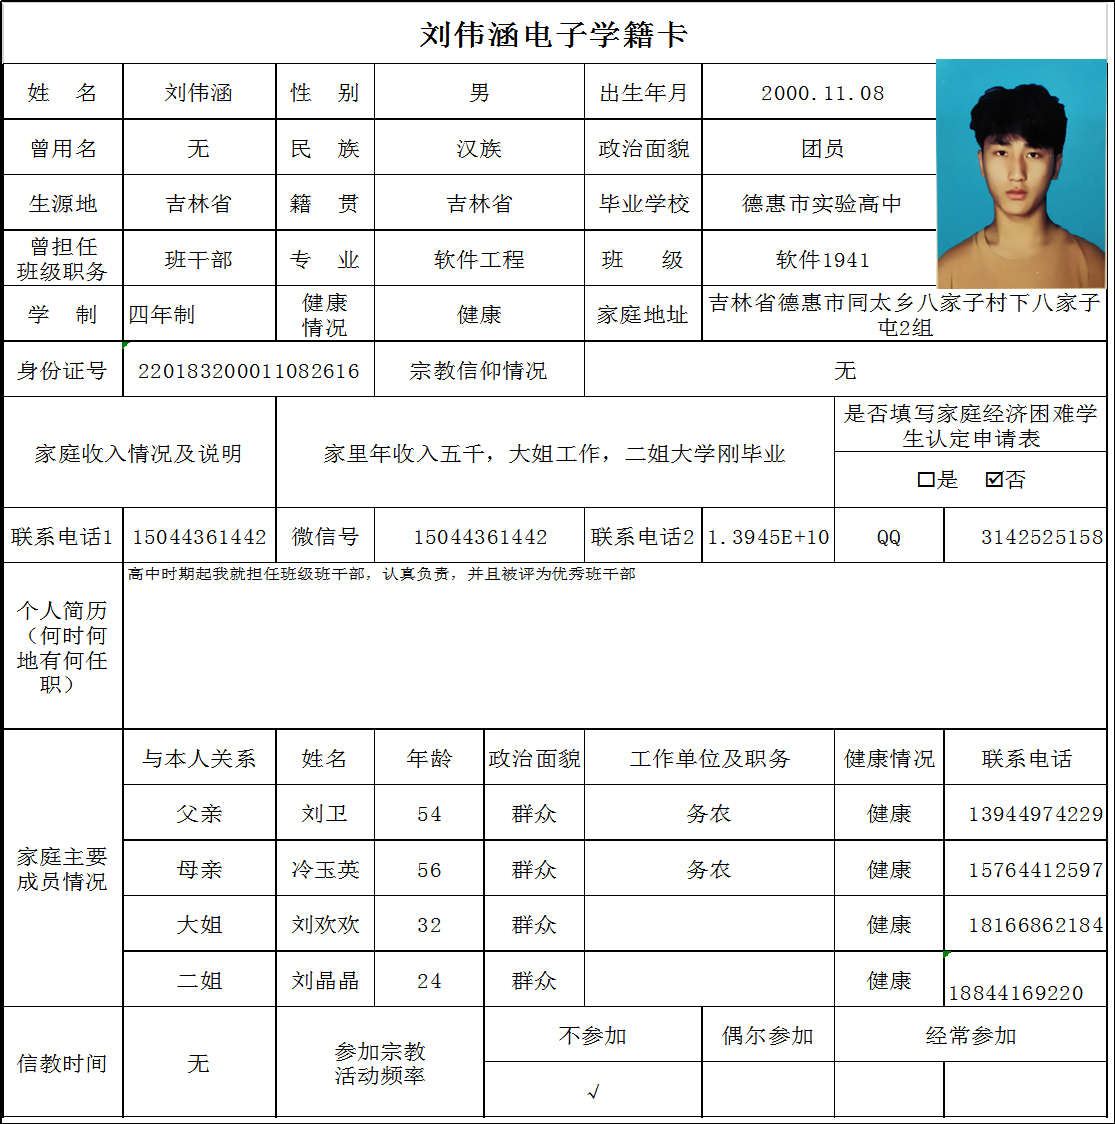 刘伟涵电子学籍卡
姓 名 刘伟涵 性 别 男 出生年月 2000.11.08
曾用名 无 民 族 汉族 政治面貌 团员
生源地 吉林省 籍 贯 吉林省 毕业学校 德惠市实验高中
曾担任
班级职务 班干部 专 业 软件工程 班 级 软件1941
学 制 四年制 健康
情况 健康 家庭地址 吉林省德惠市同太乡八家子村下八家子
屯2组
身份证号 220183200011082616 宗教信仰情况 无
家庭收入情况及说明 家里年收入五千，大姐工作，二姐大学刚毕业 是否填写家庭经济困难学
生认定申请表
☐是 ☑否
联系电话1 15044361442 微信号 15044361442 联系电话2 1.3945E+10 QQ 3142525158
个人简历
（何时何
地有何任
职）
高中时期起我就担任班级班干部，认真负责，并且被评为优秀班干部
家庭主要
成员情况
与本人关系 姓名 年龄 政治面貌 工作单位及职务 健康情况 联系电话
父亲 刘卫 54 群众 务农 健康 13944974229
母亲 冷玉英 56 群众 务农 健康 15764412597
大姐 刘欢欢 32 群众 健康 18166862184
二姐 刘晶晶 24 群众 健康 18844169220
信教时间 无 参加宗教
活动频率 不参加 偶尔参加 经常参加
√